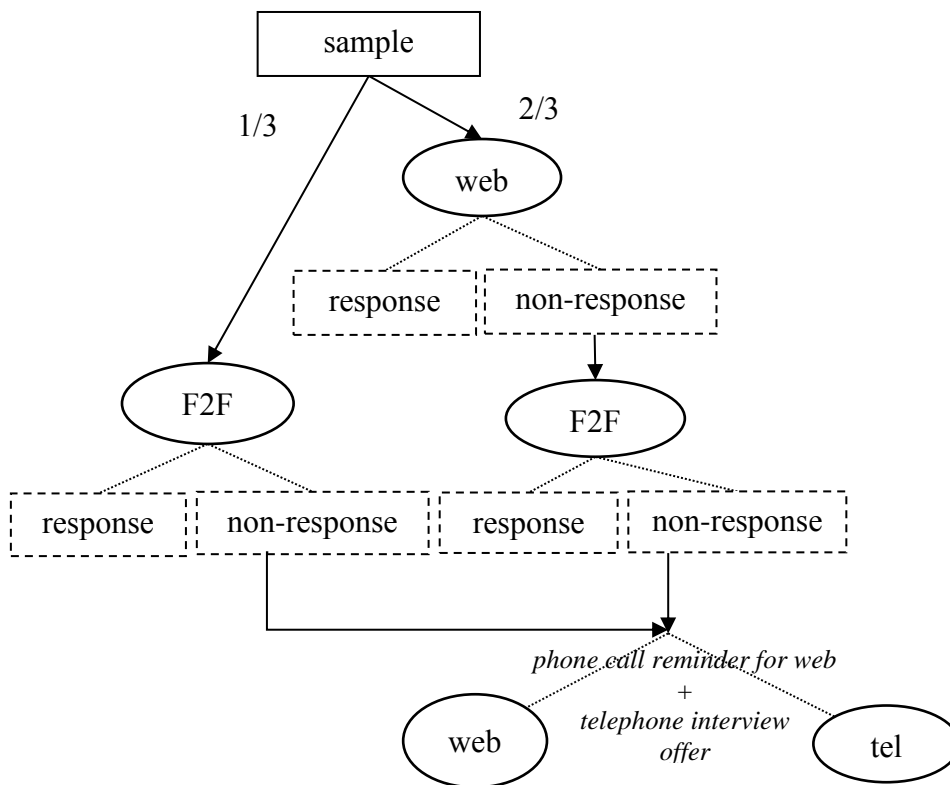 sample
1/3
2/3
web
response
non-response
F2F
F2F
response
non-response
response
non-response
phone call reminder for web
+
telephone interview
offer
web
tel